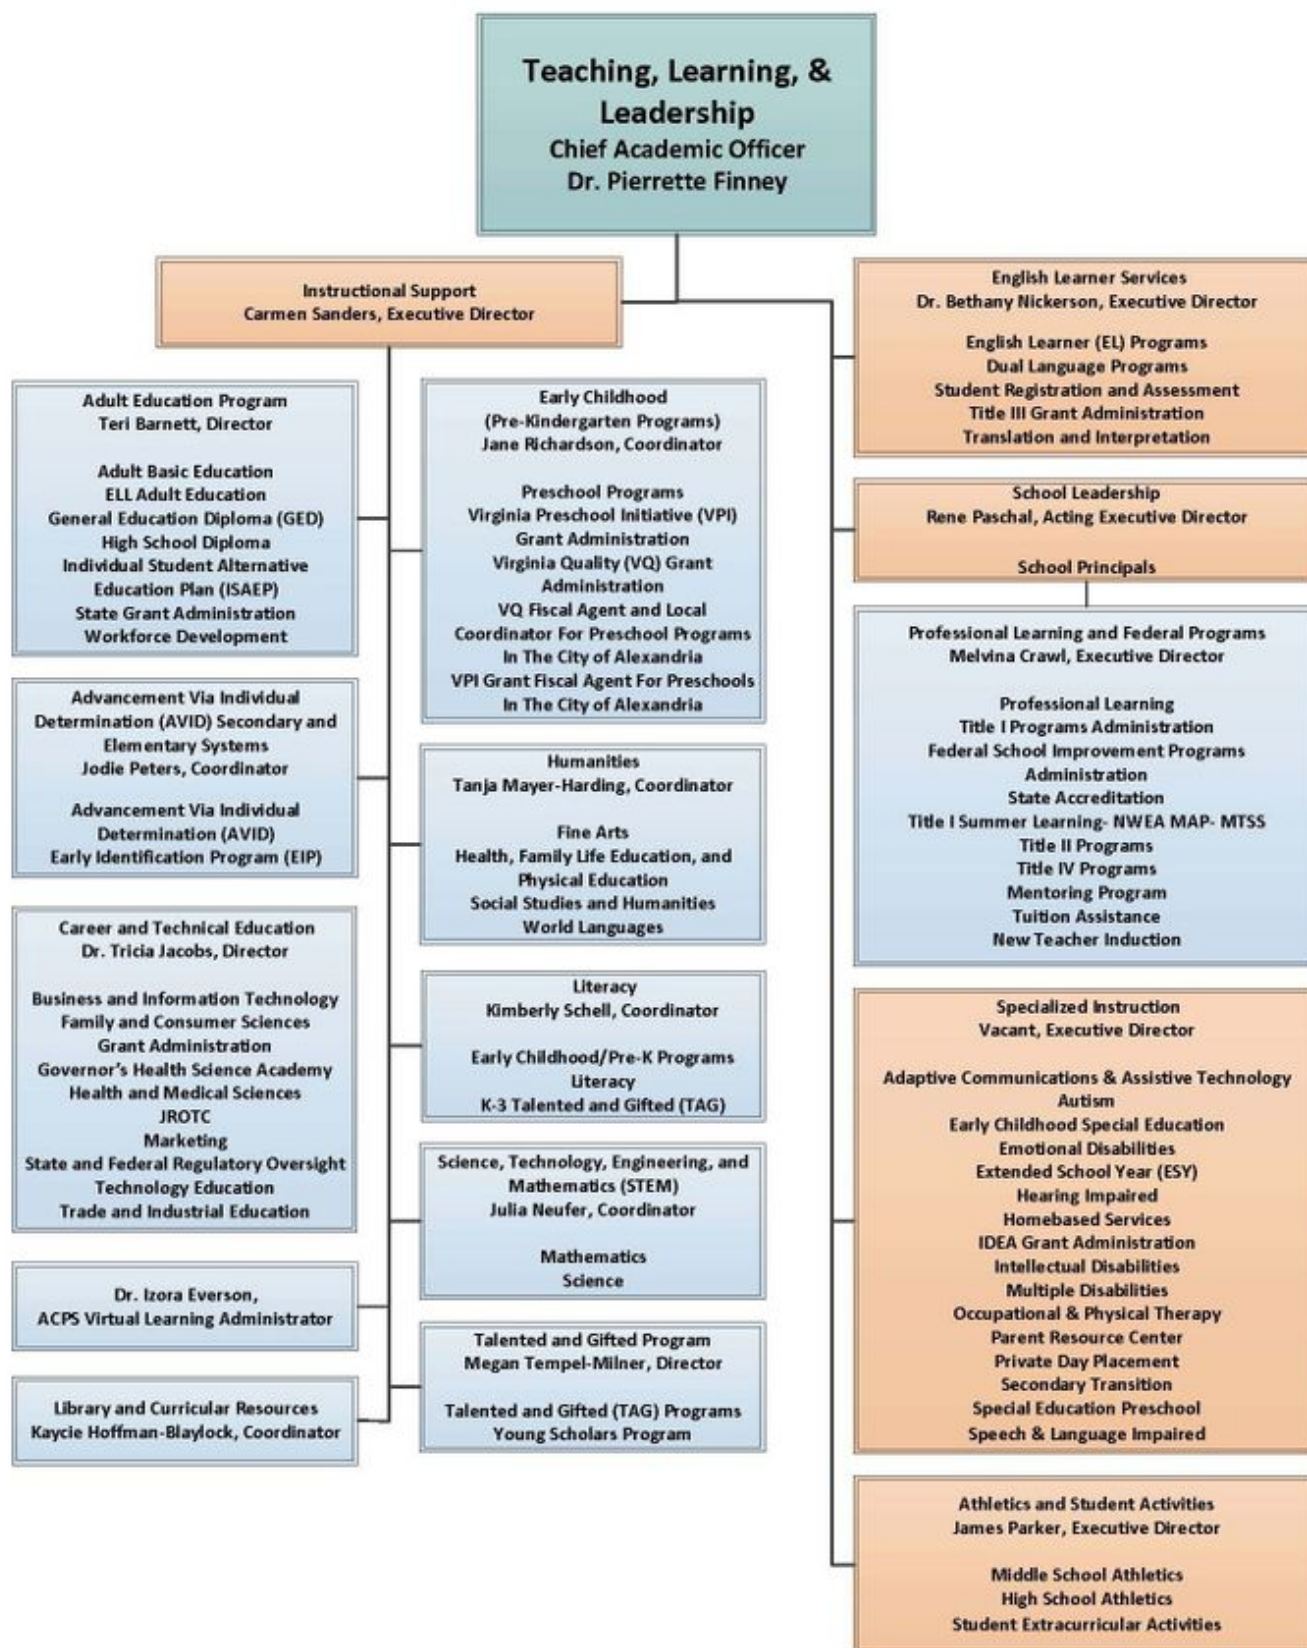 Teaching, Learning, &
Leadership
Chief Academic Officer
Dr. Pierrette Finney
Instructional Support
Carmen Sanders, Executive Director
Adult Education Program
Teri Barnett, Director
Adult Basic Education
ELL Adult Education
General Education Diploma (GED)
High School Diploma
Individual Student Alternative
Education Plan (ISAEP)
State Grant Administration
Workforce Development
Advancement Via Individual
Determination (AVID) Secondary and
Elementary Systems
Jodie Peters, Coordinator
Advancement Via Individual
Determination (AVID)
Early Identification Program (EIP)
Career and Technical Education
Dr. Tricia Jacobs, Director
Business and Information Technology
Family and Consumer Sciences
Grant Administration
Governor's Health Science Academy
Health and Medical Sciences
JROTC
Marketing
State and Federal Regulatory Oversight
Technology Education
Trade and Industrial Education
Dr. Izora Everson,
ACPS Virtual Learning Administrator
Library and Curricular Resources
Kaycie Hoffman-Blaylock, Coordinator
Early Childhood
(Pre-Kindergarten Programs)
Jane Richardson, Coordinator
Preschool Programs
Virginia Preschool Initiative (VPI)
Grant Administration
Virginia Quality (VQ) Grant
Administration
VQ Fiscal Agent and Local
Coordinator For Preschool Programs
In The City of Alexandria
VPI Grant Fiscal Agent For Preschools
In The City of Alexandria
Humanities
Tanja Mayer-Harding, Coordinator
Fine Arts
Health, Family Life Education, and
Physical Education
Social Studies and Humanities
World Languages
Literacy
Kimberly Schell, Coordinator
Early Childhood/Pre-K Programs
Literacy
K-3 Talented and Gifted (TAG)
Science, Technology, Engineering, and
Mathematics (STEM)
Julia Neufer, Coordinator
Mathematics
Science
Talented and Gifted Program
Megan Tempel-Milner, Director
Talented and Gifted (TAG) Programs
Young Scholars Program
English Learner Services
Dr. Bethany Nickerson, Executive Director
English Learner (EL) Programs
Dual Language Programs
Student Registration and Assessment
Title III Grant Administration
Translation and Interpretation
School Leadership
Rene Paschal, Acting Executive Director
School Principals
Professional Learning and Federal Programs
Melvina Crawl, Executive Director
Professional Learning
Title I Programs Administration
Federal School Improvement Programs
Administration
State Accreditation
Title I Summer Learning- NWEA MAP- MTSS
Title II Programs
Title IV Programs
Mentoring Program
Tuition Assistance
New Teacher Induction
Specialized Instruction
Vacant, Executive Director
Adaptive Communications & Assistive Technology
Autism
Early Childhood Special Education
Emotional Disabilities
Extended School Year (ESY)
Hearing Impaired
Homebased Services
IDEA Grant Administration
Intellectual Disabilities
Multiple Disabilities
Occupational & Physical Therapy
Parent Resource Center
Private Day Placement
Secondary Transition
Special Education Preschool
Speech & Language Impaired
Athletics and Student Activities
James Parker, Executive Director
Middle School Athletics
High School Athletics
Student Extracurricular Activities